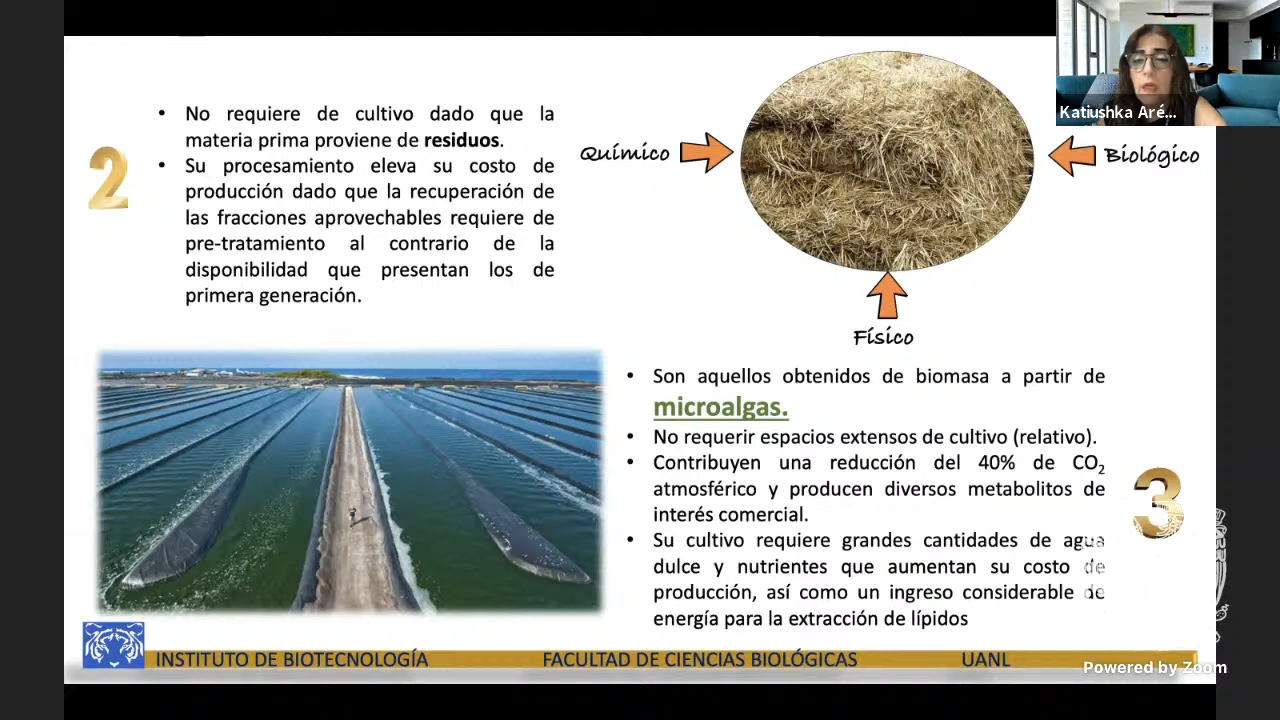 Katiushka Aré...
2
• No requiere de cultivo dado que la
materia prima proviene de residuos.
• Su procesamiento eleva su costo de
producción dado que la recuperación de
las fracciones aprovechables requiere de
pre-tratamiento al contrario de la
disponibilidad que presentan los de
primera generación.
Químico
Biológico
Físico
• Son aquellos obtenidos de biomasa a partir de
microalgas.
• No requerir espacios extensos de cultivo (relativo).
• Contribuyen una reducción del 40% de CO₂
atmosférico y producen diversos metabolitos de
interés comercial.
• Su cultivo requiere grandes cantidades de agua
dulce y nutrientes que aumentan su costo de
producción, así como un ingreso considerable de
energía para la extracción de lípidos
3
INSTITUTO DE BIOTECNOLOGÍA FACULTAD DE CIENCIAS BIOLÓGICAS UANL
Powered by Zoom